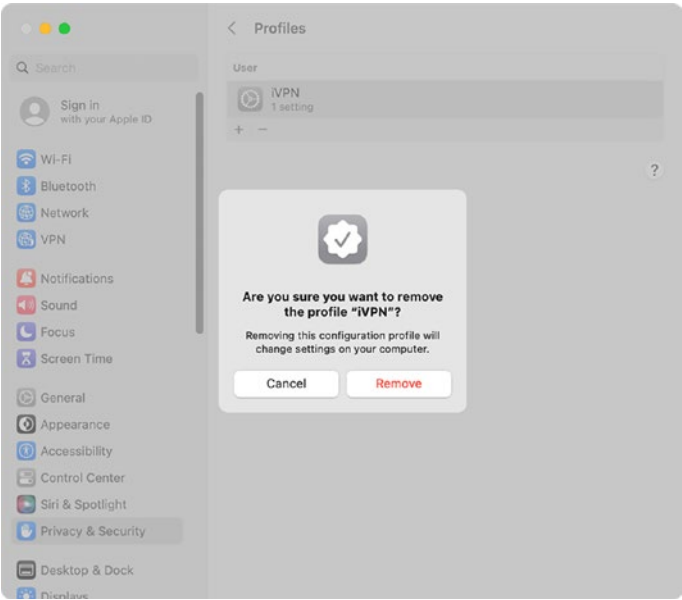 Profiles
Search
User
Sign in
with your Apple ID
iVPN
1 setting
+ −
Wi-Fi
Bluetooth
Network
VPN
?
Notifications
Sound
Focus
Screen Time
Are you sure you want to remove
the profile “iVPN”?
Removing this configuration profile will
change settings on your computer.
Cancel
Remove
General
Appearance
Accessibility
Control Center
Siri & Spotlight
Privacy & Security
Desktop & Dock
Displays